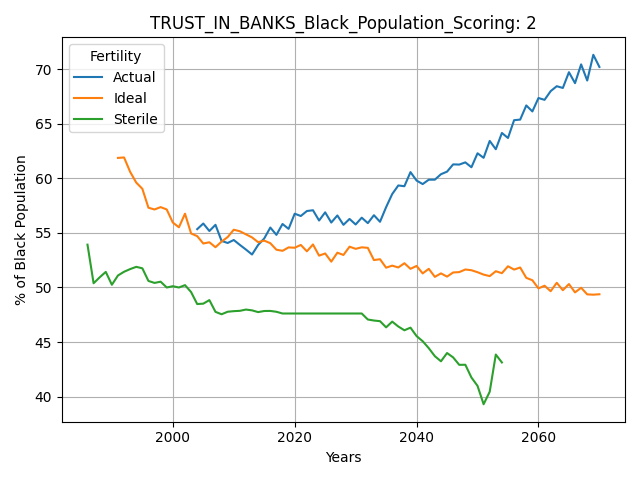 TRUST_IN_BANKS_Black_Population_Scoring: 2
Fertility
Actual
Ideal
Sterile
% of Black Population
70
65
60
55
50
45
40
2000
2020
2040
2060
Years